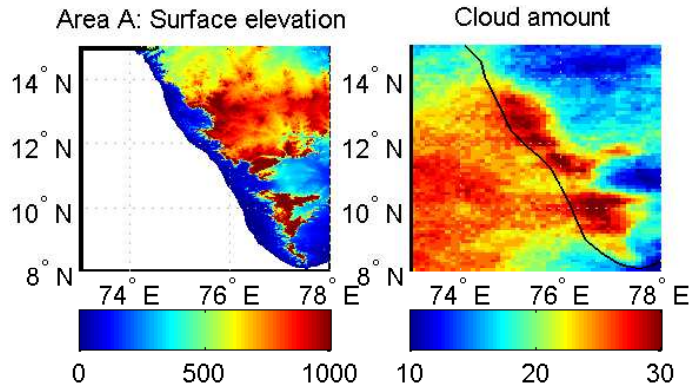 Area A: Surface elevation
Cloud amount
14° N
12° N
10° N
8° N
74° E 76° E 78° E
0 500 1000
14° N
12° N
10° N
8° N
74° E 76° E 78° E
10 20 30